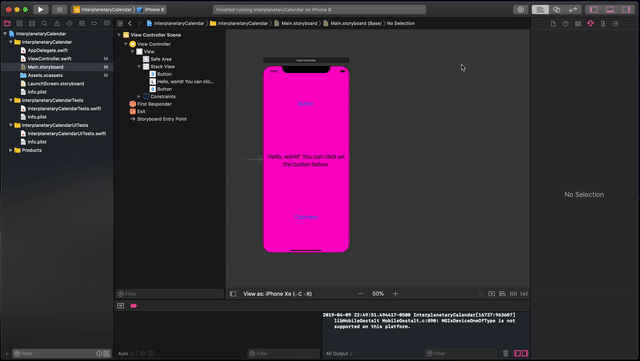 InterplanetaryCalendar
iPhone 8
Finished running InterplanetaryCalendar on iPhone 8
InterplanetaryCalendar
InterplanetaryCalendar
Main.storyboard
Main.storyboard (Base)
No Selection
InterplanetaryCalendar
InterplanetaryCalendar
AppDelegate.swift
ViewController.swift
M
Main.storyboard
M
Assets.xcassets
M
LaunchScreen.storyboard
Info.plist
InterplanetaryCalendarTests
InterplanetaryCalendarTests.swift
Info.plist
InterplanetaryCalendarUITests
InterplanetaryCalendarUITests.swift
Info.plist
Products
View Controller Scene
View Controller
View
Safe Area
Stack View
Button
Hello, world! You can clic...
Button
Constraints
First Responder
Exit
Storyboard Entry Point
View Controller
Hello, world! You can click on
the button below.
No Selection
Filter
View as: iPhone Xʀ (wC hR)
50%
2019-04-09 22:49:51.494417-0500 InterplanetaryCalendar[16737:963607]
libMobileGestalt MobileGestalt.c:890: MGIsDeviceOneOfType is not
supported on this platform.
Filter
Auto
Filter
All Output
Filter